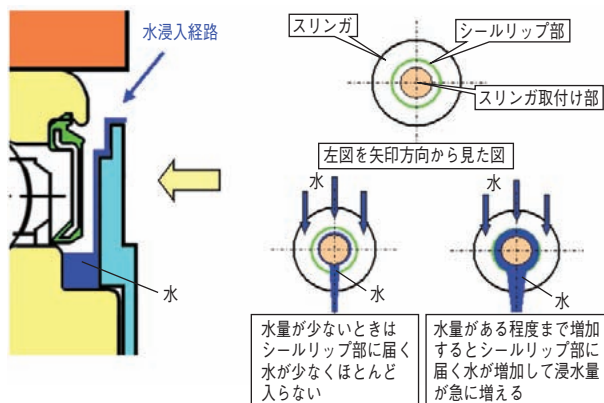 水浸入経路
水
スリンガ
シールリップ部
スリンガ取付け部
左図を矢印方向から見た図
水
水
水
水
水量が少ないときは
シールリップ部に届く
水が少なくほとんど
入らない
水量がある程度まで増加
するとシールリップ部に
届く水が増加して浸水量
が急に増える